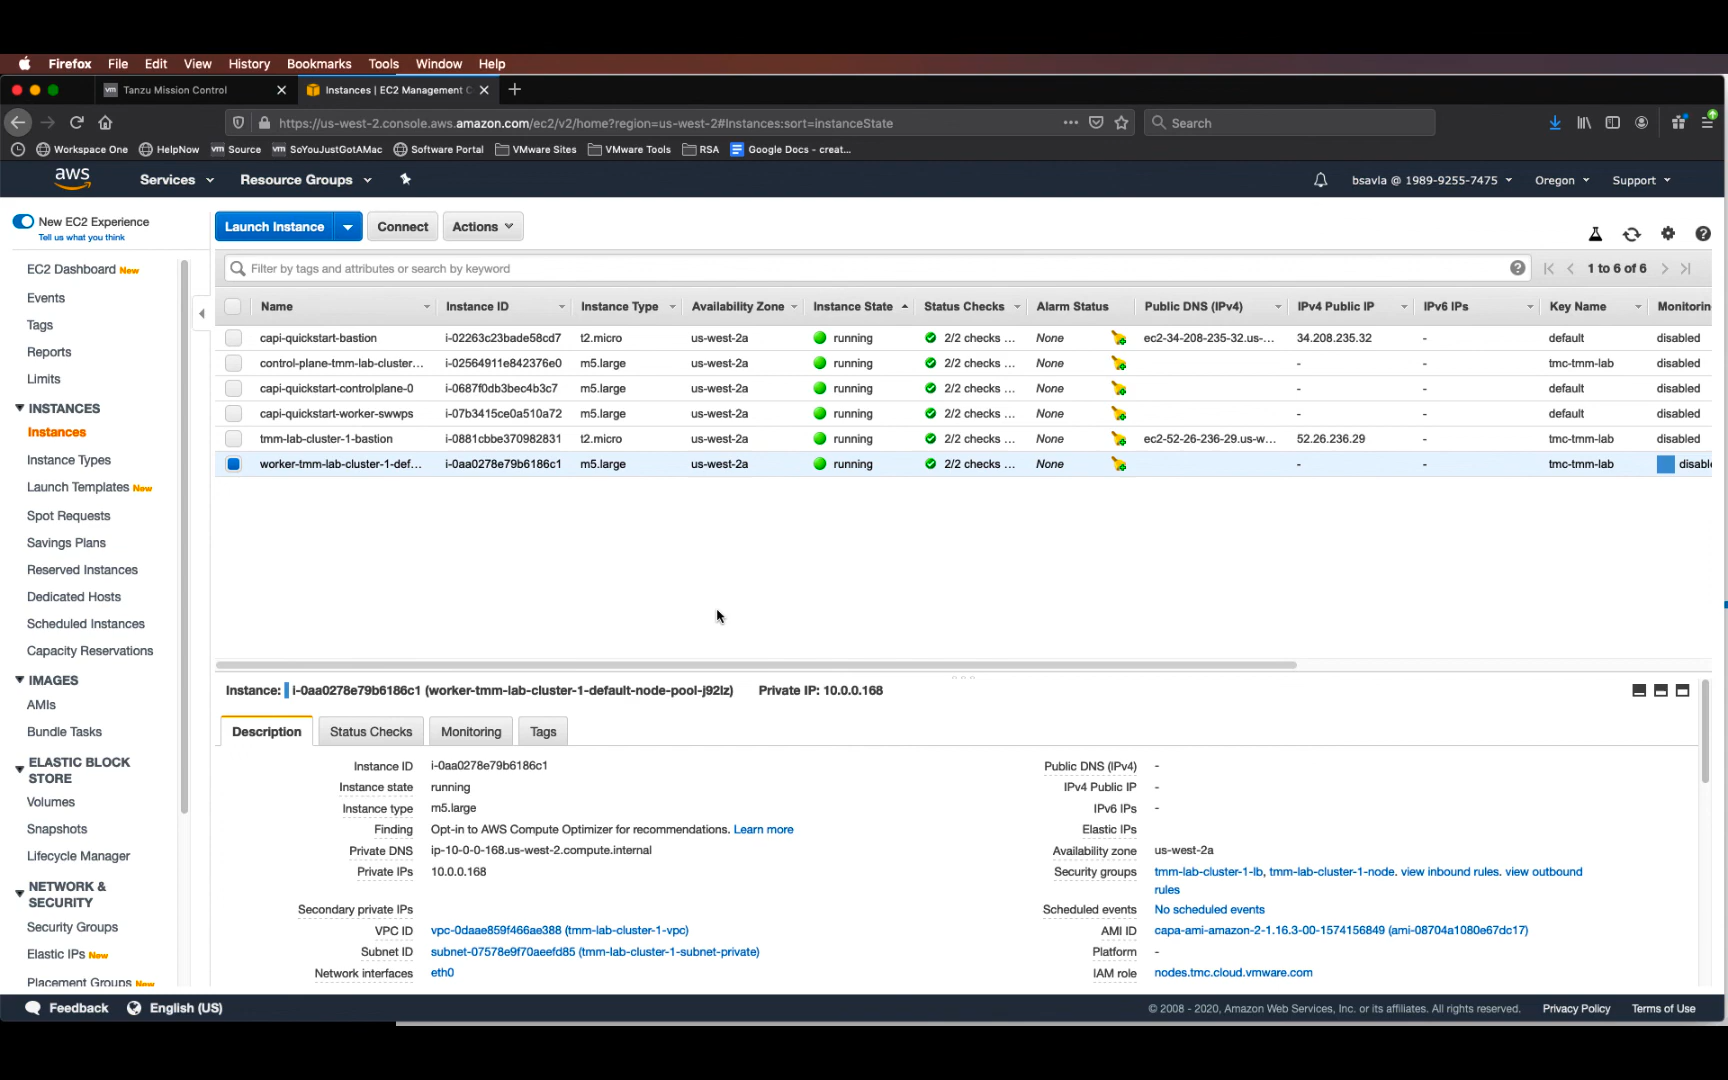 Firefox File Edit View History Bookmarks Tools Window Help
vm Tanzu Mission Control
Instances | EC2 Management C
https://us-west-2.console.aws.amazon.com/ec2/v2/home?region=us-west-2#Instances:sort=instanceState
Search
Workspace One HelpNow vm Source vm SoYouJustGotAMac Software Portal VMware Sites VMware Tools RSA Google Docs - creat...
aws Services Resource Groups bsavla @ 1989-9255-7475 Oregon Support
New EC2 Experience
Tell us what you think
EC2 Dashboard New
Events
Tags
Reports
Limits
INSTANCES
Instances
Instance Types
Launch Templates New
Spot Requests
Savings Plans
Reserved Instances
Dedicated Hosts
Scheduled Instances
Capacity Reservations
IMAGES
AMIs
Bundle Tasks
ELASTIC BLOCK
STORE
Volumes
Snapshots
Lifecycle Manager
NETWORK &
SECURITY
Security Groups
Elastic IPs New
Placement Groups New
Launch Instance Connect Actions
Filter by tags and attributes or search by keyword
1 to 6 of 6
Name Instance ID Instance Type Availability Zone Instance State Status Checks Alarm Status Public DNS (IPv4) IPv4 Public IP IPv6 IPs Key Name Monitorin
capi-quickstart-bastion i-02263c23bade58cd7 t2.micro us-west-2a running 2/2 checks ... None ec2-34-208-235-32.us-... 34.208.235.32 - default disabled
control-plane-tmm-lab-cluster... i-02564911e842376e0 m5.large us-west-2a running 2/2 checks ... None - - tmc-tmm-lab disabled
capi-quickstart-controlplane-0 i-0687f0db3bec4b3c7 m5.large us-west-2a running 2/2 checks ... None - - default disabled
capi-quickstart-worker-swwps i-07b3415ce0a510a72 m5.large us-west-2a running 2/2 checks ... None - - default disabled
tmm-lab-cluster-1-bastion i-0881cbbe370982831 t2.micro us-west-2a running 2/2 checks ... None ec2-52-26-236-29.us-w... 52.26.236.29 - tmc-tmm-lab disabled
worker-tmm-lab-cluster-1-def... i-0aa0278e79b6186c1 m5.large us-west-2a running 2/2 checks ... None - - tmc-tmm-lab disable
Instance: i-0aa0278e79b6186c1 (worker-tmm-lab-cluster-1-default-node-pool-j92lz) Private IP: 10.0.0.168
Description Status Checks Monitoring Tags
Instance ID i-0aa0278e79b6186c1
Instance state running
Instance type m5.large
Finding Opt-in to AWS Compute Optimizer for recommendations. Learn more
Private DNS ip-10-0-0-168.us-west-2.compute.internal
Private IPs 10.0.0.168
Secondary private IPs
VPC ID vpc-0daae859f466ae388 (tmm-lab-cluster-1-vpc)
Subnet ID subnet-07578e9f70aeefd85 (tmm-lab-cluster-1-subnet-private)
Network interfaces eth0
Public DNS (IPv4) -
IPv4 Public IP -
IPv6 IPs -
Elastic IPs
Availability zone us-west-2a
Security groups tmm-lab-cluster-1-lb, tmm-lab-cluster-1-node. view inbound rules. view outbound
rules
Scheduled events No scheduled events
AMI ID capa-ami-amazon-2-1.16.3-00-1574156849 (ami-08704a1080e67dc17)
Platform -
IAM role nodes.tmc.cloud.vmware.com
Feedback English (US) © 2008 - 2020, Amazon Web Services, Inc. or its affiliates. All rights reserved. Privacy Policy Terms of Use